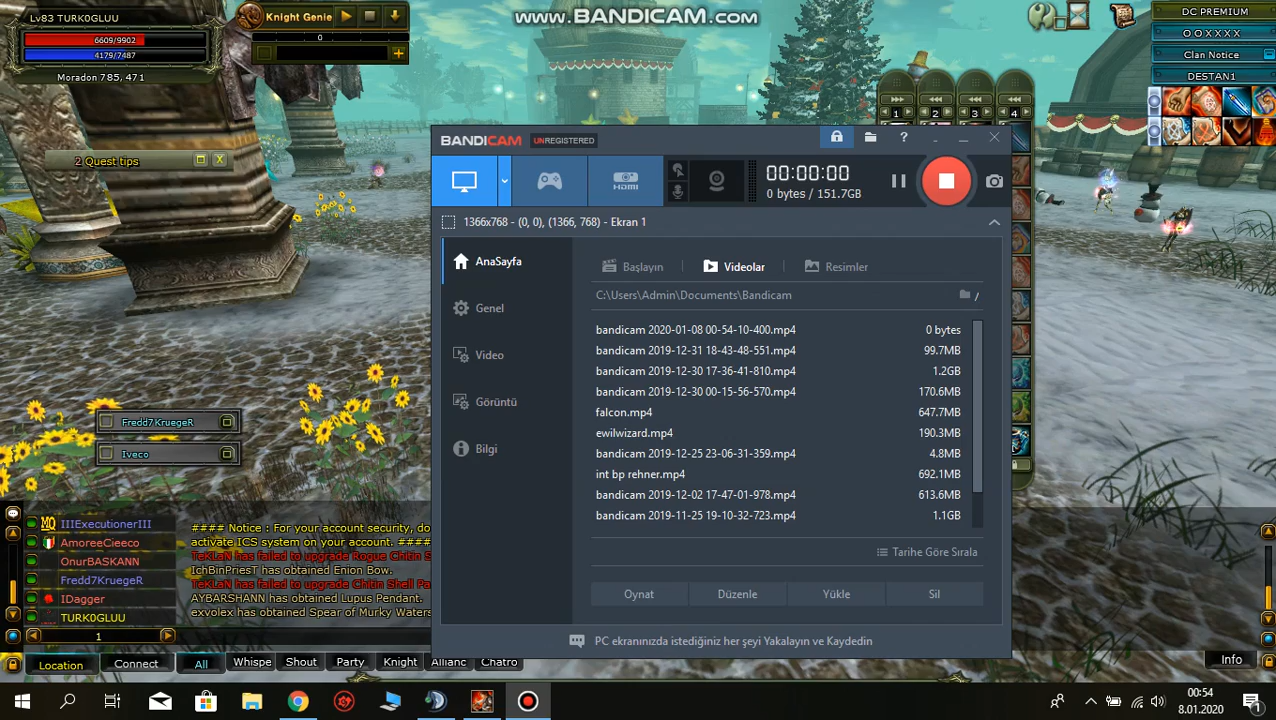 Lv83 TURK0GLUU
6609/9902
4179/7487
Moradon 785, 471
Knight Genie
0
www.BANDICAM.com
DC PREMIUM
O O X X X X
Clan Notice
DESTAN1
1 2 3 4
2 Quest tips
BANDICAM UNREGISTERED
HDMI
00:00:00
0 bytes / 151.7GB
1366x768 - (0, 0), (1366, 768) - Ekran 1
AnaSayfa
Genel
Video
Görüntü
Bilgi
Başlayın Videolar Resimler
C:\Users\Admin\Documents\Bandicam /
bandicam 2020-01-08 00-54-10-400.mp4 0 bytes
bandicam 2019-12-31 18-43-48-551.mp4 99.7MB
bandicam 2019-12-30 17-36-41-810.mp4 1.2GB
bandicam 2019-12-30 00-15-56-570.mp4 170.6MB
falcon.mp4 647.7MB
ewilwizard.mp4 190.3MB
bandicam 2019-12-25 23-06-31-359.mp4 4.8MB
int bp rehner.mp4 692.1MB
bandicam 2019-12-02 17-47-01-978.mp4 613.6MB
bandicam 2019-11-25 19-10-32-723.mp4 1.1GB
Tarihe Göre Sırala
Oynat Düzenle Yükle Sil
PC ekranınızda istediğiniz her şeyi Yakalayın ve Kaydedin
Fredd7KruegeR
Iveco
MQ IIIExecutionerIII
AmoreeCieeco
OnurBASKANN
Fredd7KruegeR
IDagger
TURK0GLUU
1
#### Notice : For your account security, do
activate ICS system on your account. ####
TeKLaN has failed to upgrade Rogue Chitin S
IchBinPriesT has obtained Enion Bow.
TeKLaN has failed to upgrade Chitin Shell Pa
AYBARSHANN has obtained Lupus Pendant.
exvolex has obtained Spear of Murky Waters
Location Connect All Whispe Shout Party Knight Allianc Chatro
Info
00:54
8.01.2020
1